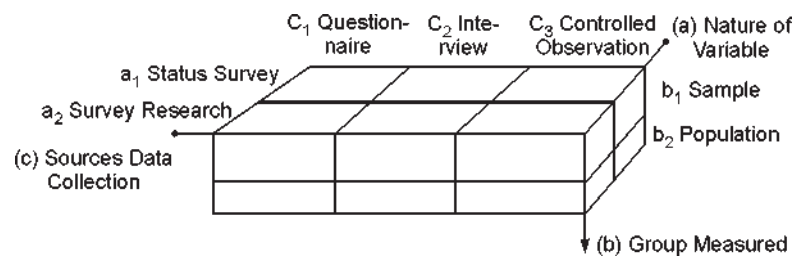 C1 Question-
naire
C2 Inte-
rview
C3 Controlled
Observation
(a) Nature of
Variable
a1 Status Survey
a2 Survey Research
b1 Sample
b2 Population
(c) Sources Data
Collection
(b) Group Measured